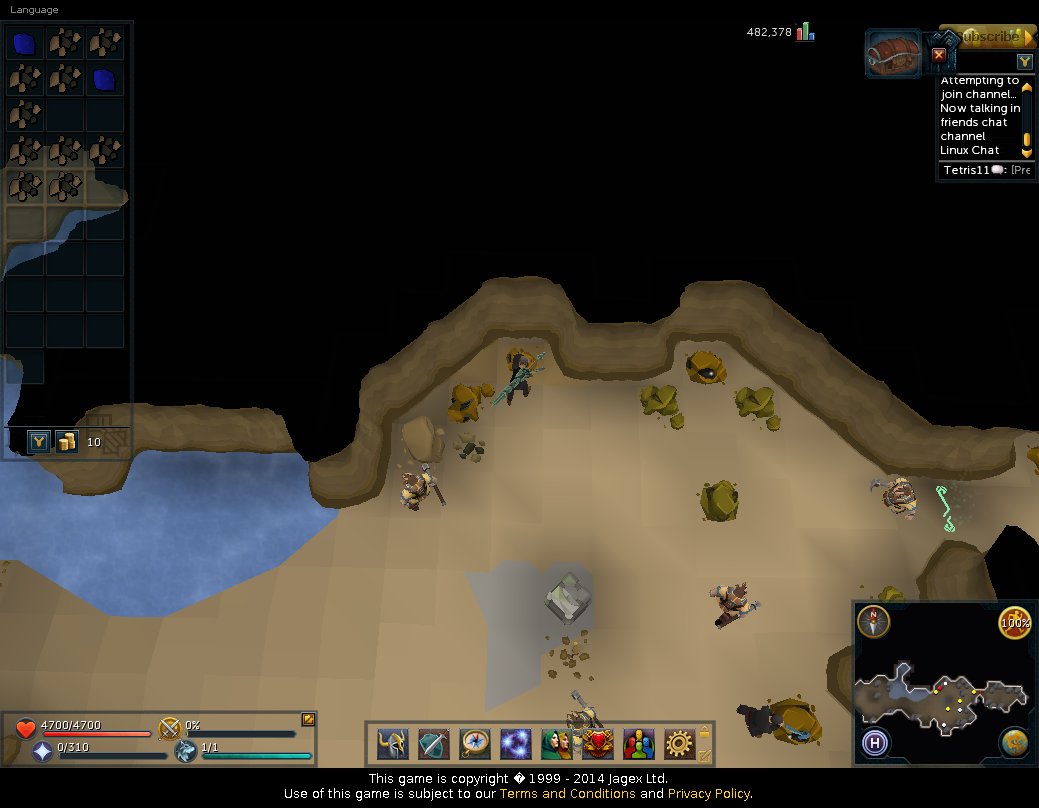 Language
482,378
ubscribe
Attempting to
join channel...
Now talking in
friends chat
channel
Linux Chat
Tetris11: [Pre
10
N
100%
H
4700/4700
0%
0/310
1/1
This game is copyright � 1999 - 2014 Jagex Ltd.
Use of this game is subject to our Terms and Conditions and Privacy Policy.